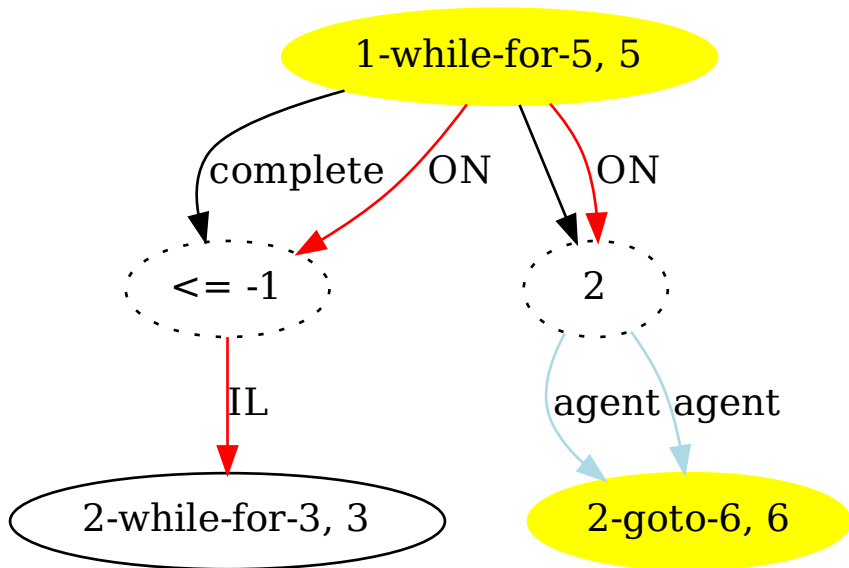 1-while-for-5, 5
complete
ON
ON
<= -1
2
IL
agent
agent
2-while-for-3, 3
2-goto-6, 6